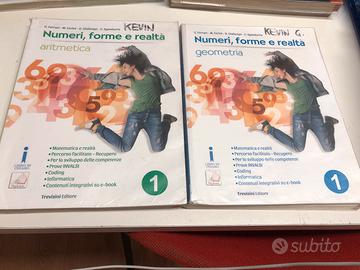 KEVIN
Numeri, forme e realtà
aritmetica
• Matematica e realtà
• Percorso facilitato - Recupero
• Per lo sviluppo delle competenze
• Prove INVALSI
• Coding
• Informatica
• Contenuti integrativi su e-book
Trevisini Editore
1
KEVIN G.
Numeri, forme e realtà
geometria
• Matematica e realtà
• Percorso facilitato - Recupero
• Per lo sviluppo delle competenze
• Prove INVALSI
• Coding
• Informatica
• Contenuti integrativi su e-book
Trevisini Editore
1
subito